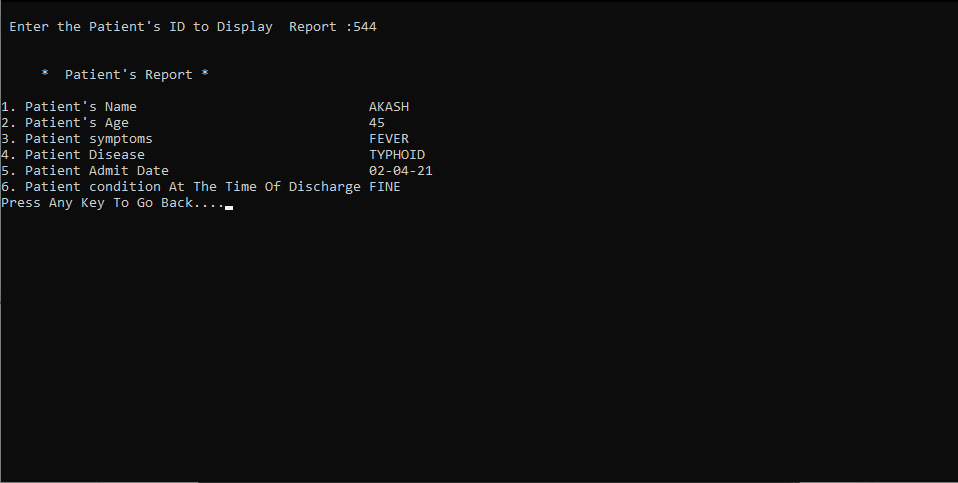 Enter the Patient's ID to Display  Report :544
*  Patient's Report *
1. Patient's Name                             AKASH
2. Patient's Age                              45
3. Patient symptoms                           FEVER
4. Patient Disease                            TYPHOID
5. Patient Admit Date                         02-04-21
6. Patient condition At The Time Of Discharge FINE
Press Any Key To Go Back....